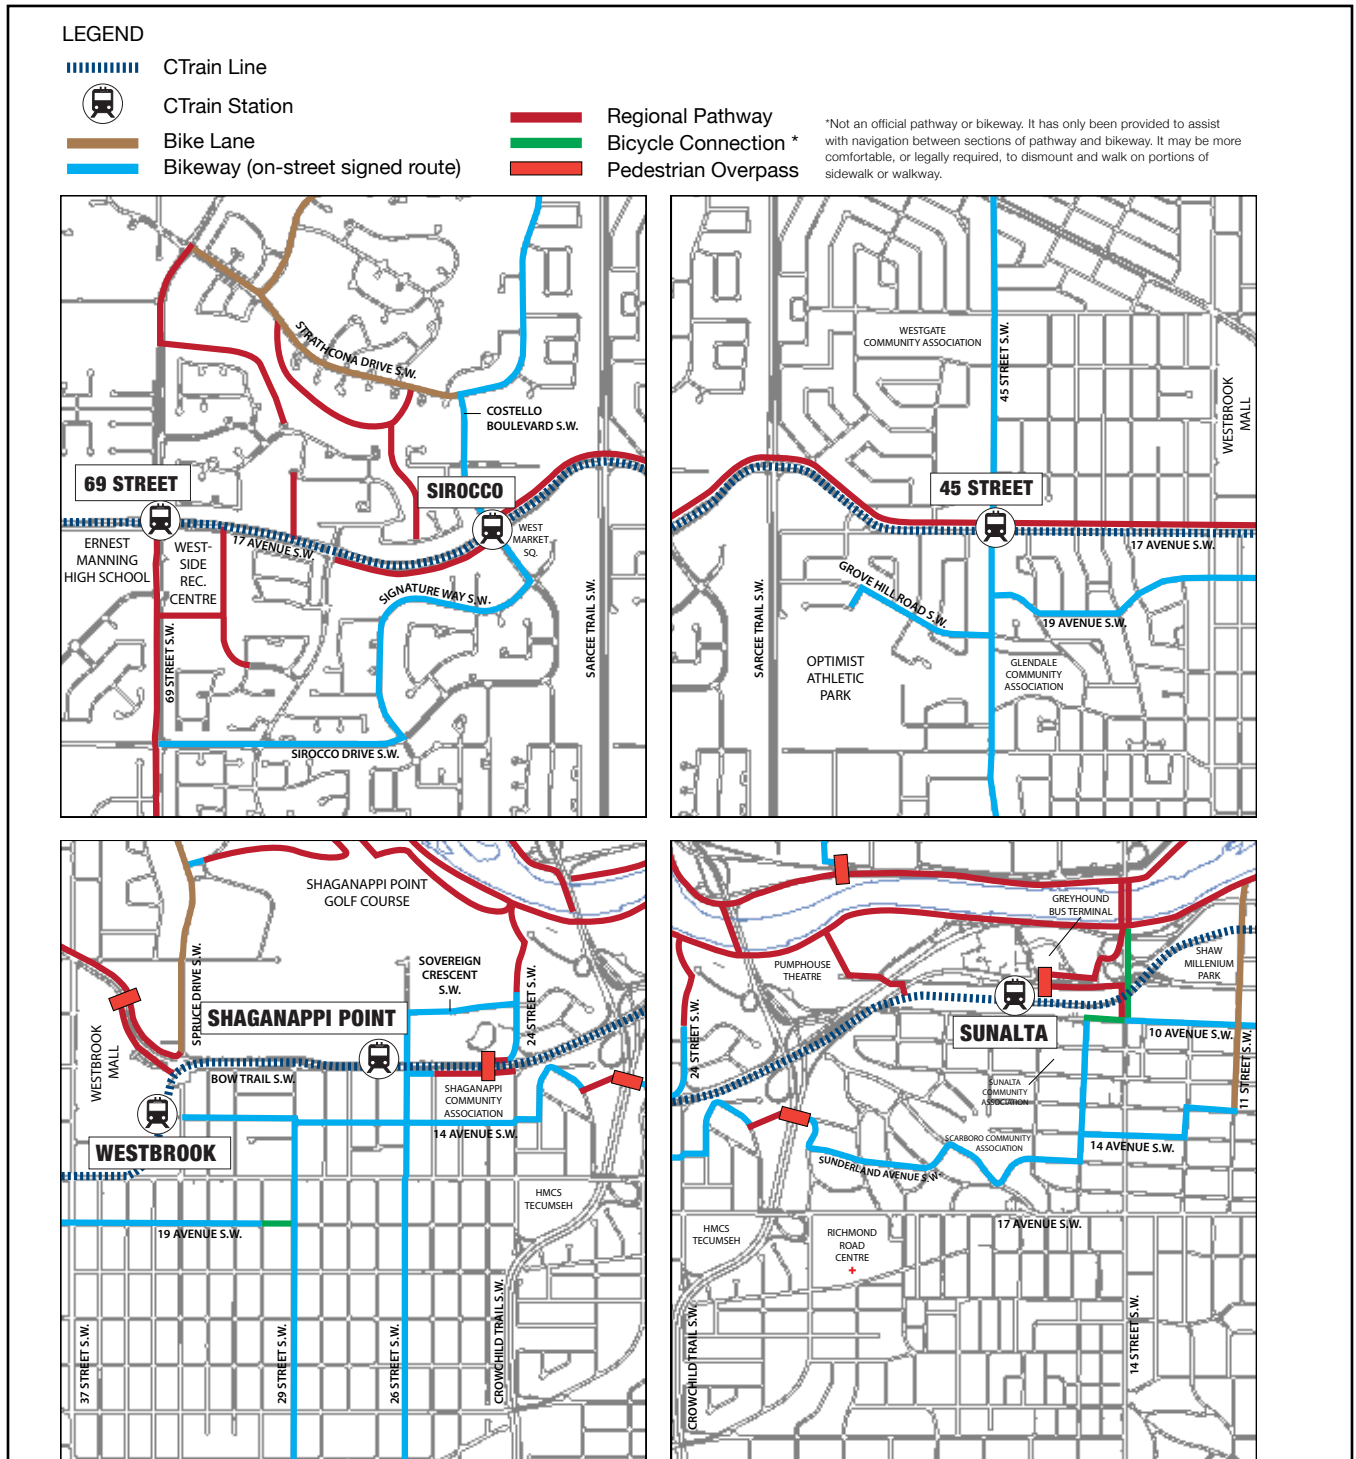 LEGEND
CTrain Line
CTrain Station
Bike Lane
Bikeway (on-street signed route)
Regional Pathway
Bicycle Connection *
Pedestrian Overpass
*Not an official pathway or bikeway. It has only been provided to assist
with navigation between sections of pathway and bikeway. It may be more
comfortable, or legally required, to dismount and walk on portions of
sidewalk or walkway.
STRATHCONA DRIVE S.W.
COSTELLO
BOULEVARD S.W.
69 STREET
SIROCCO
WEST
MARKET
SQ.
ERNEST
MANNING
HIGH SCHOOL
WEST-
SIDE
REC.
CENTRE
17 AVENUE S.W.
SIGNATURE WAY S.W.
69 STREET S.W.
SARCEE TRAIL S.W.
SIROCCO DRIVE S.W.
WESTGATE
COMMUNITY ASSOCIATION
45 STREET S.W.
WESTBROOK
MALL
45 STREET
17 AVENUE S.W.
GROVE HILL ROAD S.W.
19 AVENUE S.W.
SARCEE TRAIL S.W.
OPTIMIST
ATHLETIC
PARK
GLENDALE
COMMUNITY
ASSOCIATION
SHAGANAPPI POINT
GOLF COURSE
SPRUCE DRIVE S.W.
SOVEREIGN
CRESCENT
S.W.
24 STREET S.W.
SHAGANAPPI POINT
WESTBROOK
MALL
BOW TRAIL S.W.
SHAGANAPPI
COMMUNITY
ASSOCIATION
14 AVENUE S.W.
WESTBROOK
HMCS
TECUMSEH
19 AVENUE S.W.
37 STREET S.W.
29 STREET S.W.
26 STREET S.W.
CROWCHILD TRAIL S.W.
GREYHOUND
BUS TERMINAL
PUMPHOUSE
THEATRE
SHAW
MILLENIUM
PARK
24 STREET S.W.
SUNALTA
10 AVENUE S.W.
11 STREET S.W.
SUNALTA
COMMUNITY
ASSOCIATION
SCARBORO COMMUNITY
ASSOCIATION
14 AVENUE S.W.
SUNDERLAND AVENUE S.W.
17 AVENUE S.W.
HMCS
TECUMSEH
RICHMOND
ROAD
CENTRE
CROWCHILD TRAIL S.W.
14 STREET S.W.